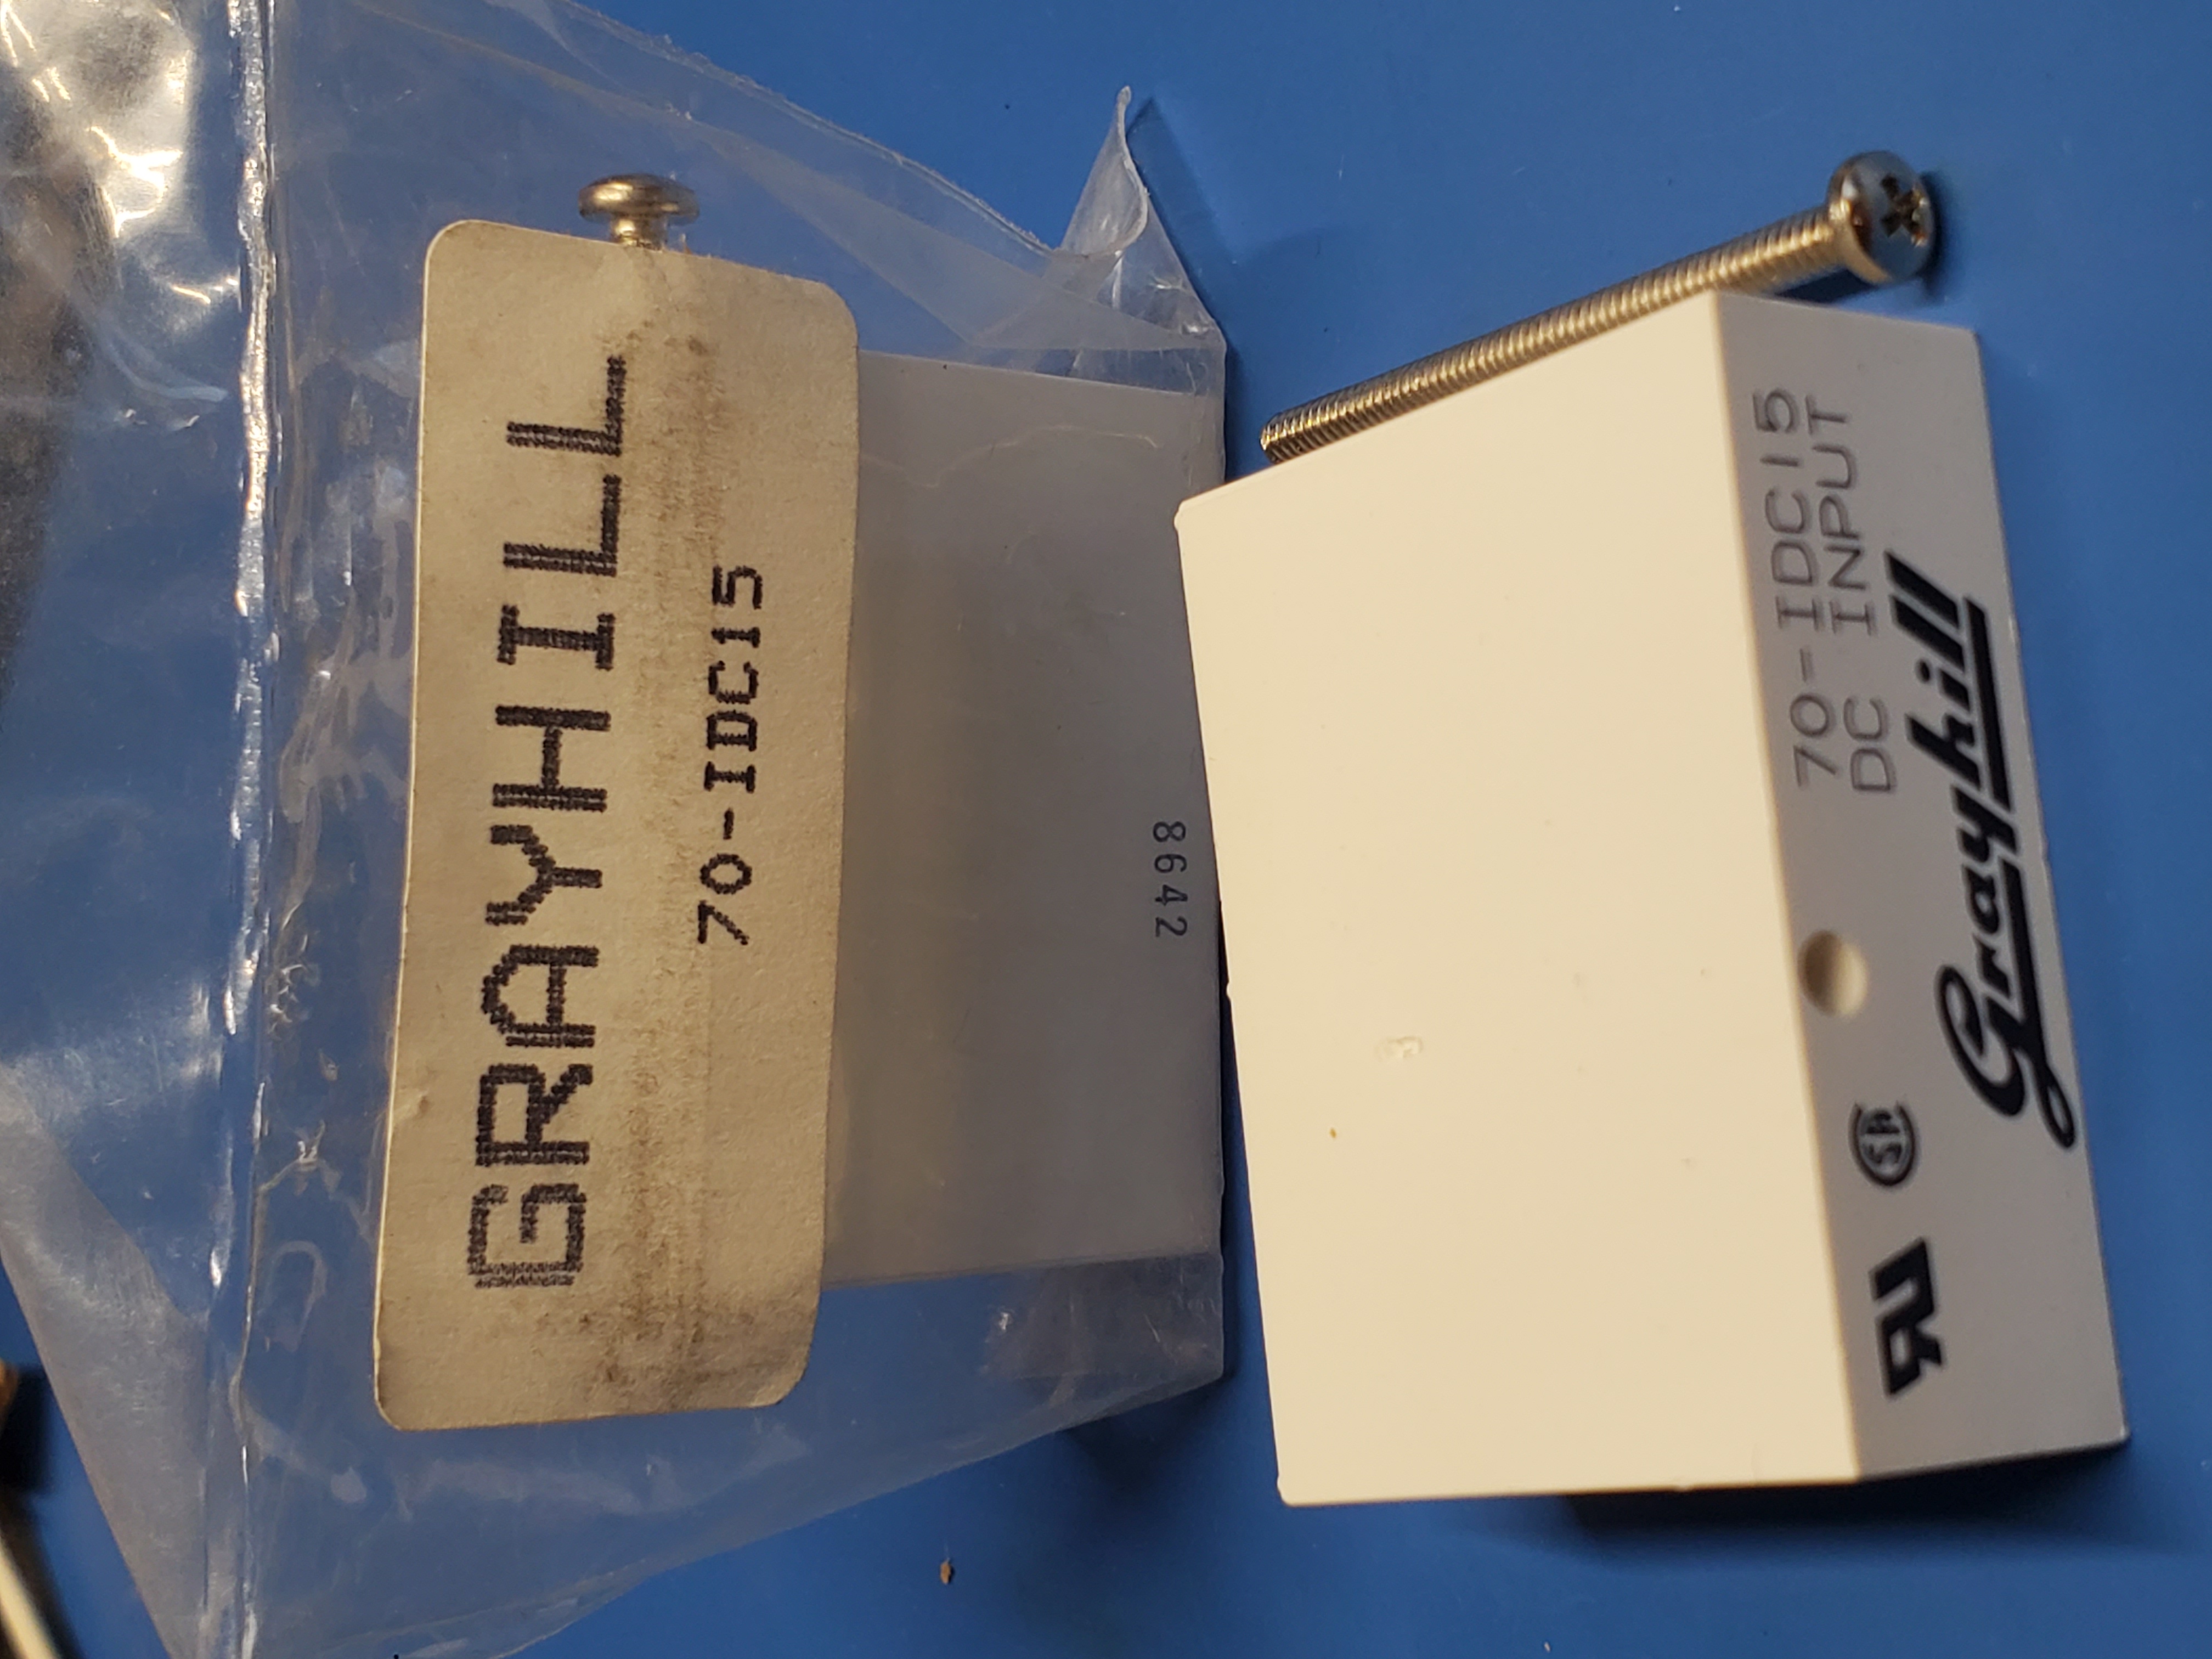 GRAYHILL
70-IDC15
8642
70-IDC15
DC INPUT
Grayhill